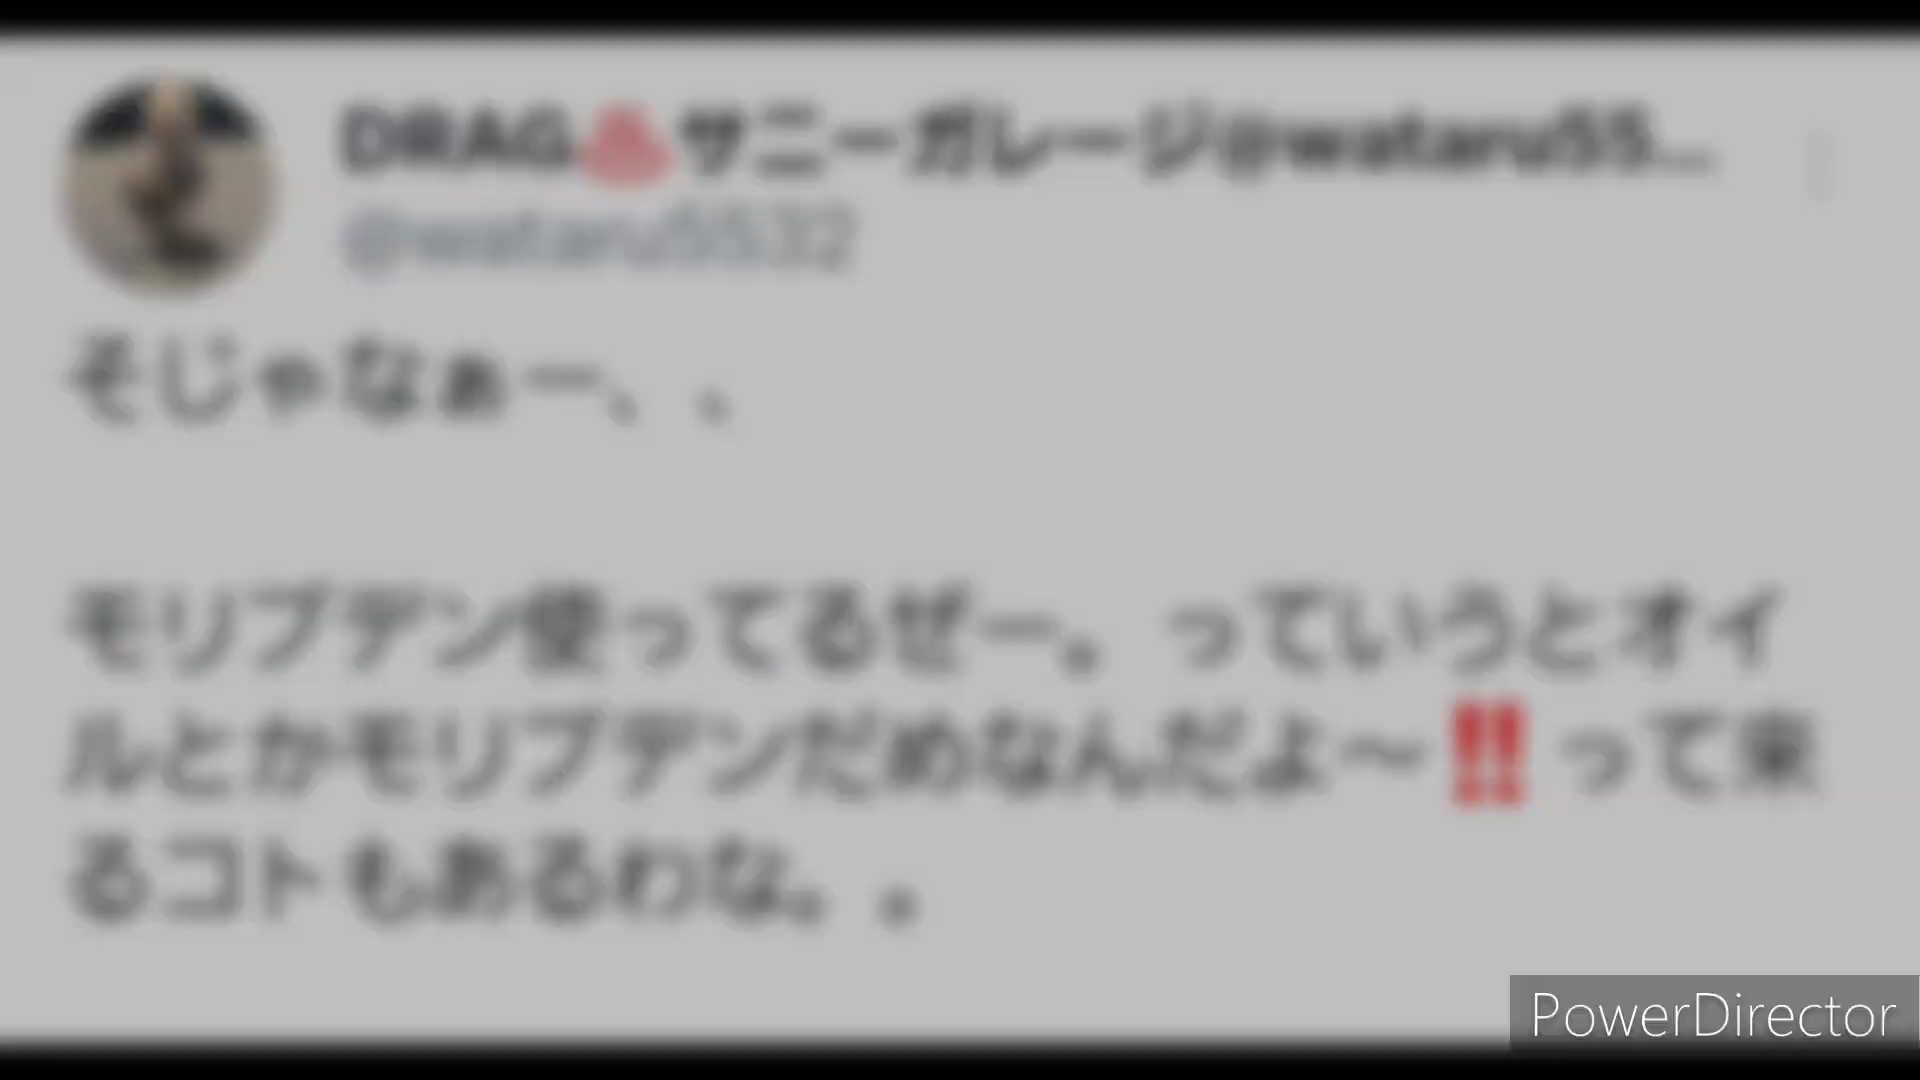 DRAG♨サニーガレージ@wataru55...
@wataru5532
そじゃなぁー、、
モリブデン使ってるぜー。っていうとオイ
ルとかモリブデンだめなんだよ〜‼️って来
るコトもあるわな。。
PowerDirector